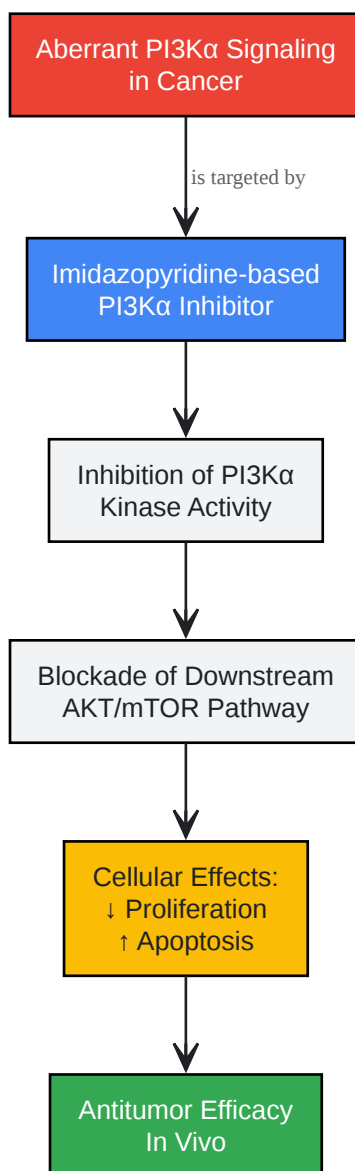 Aberrant PI3Kα Signaling
in Cancer
is targeted by
Imidazopyridine-based
PI3Kα Inhibitor
Inhibition of PI3Kα
Kinase Activity
Blockade of Downstream
AKT/mTOR Pathway
Cellular Effects:
↓ Proliferation
↑ Apoptosis
Antitumor Efficacy
In Vivo